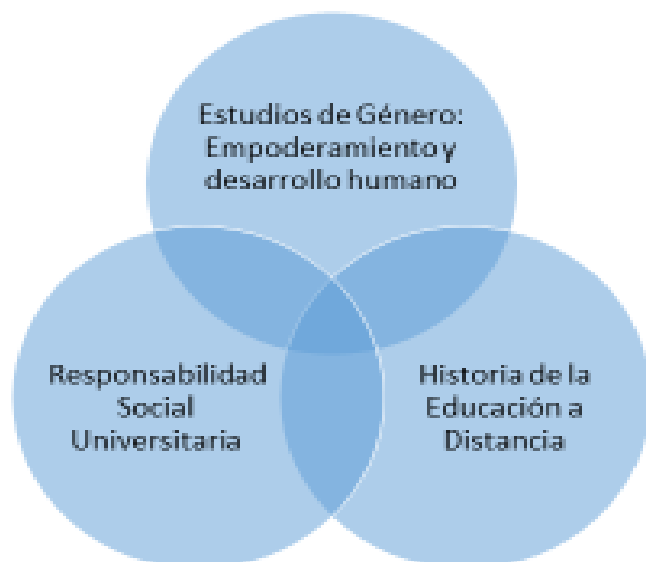 Estudios de Género:
Empoderamiento y
desarrollo humano
Responsabilidad
Social
Universitaria
Historia de la
Educación a
Distancia